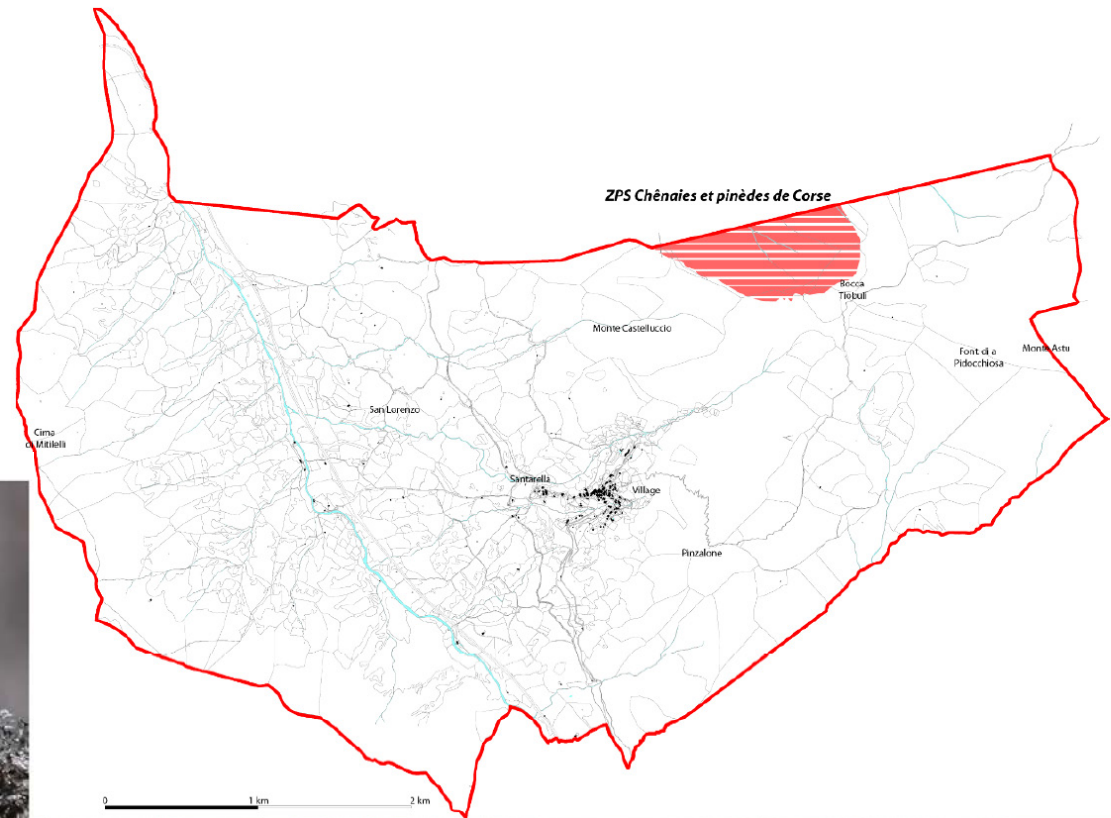 ZPS Chênaies et pinèdes de Corse
Bocca
Tiobuli
Monte Castelluccio
Font di a
Pidocchiosa
Monte Astu
San Lorenzo
Cima
di Mitilelli
Santarella
Village
Pinzalone
0
1 km
2 km